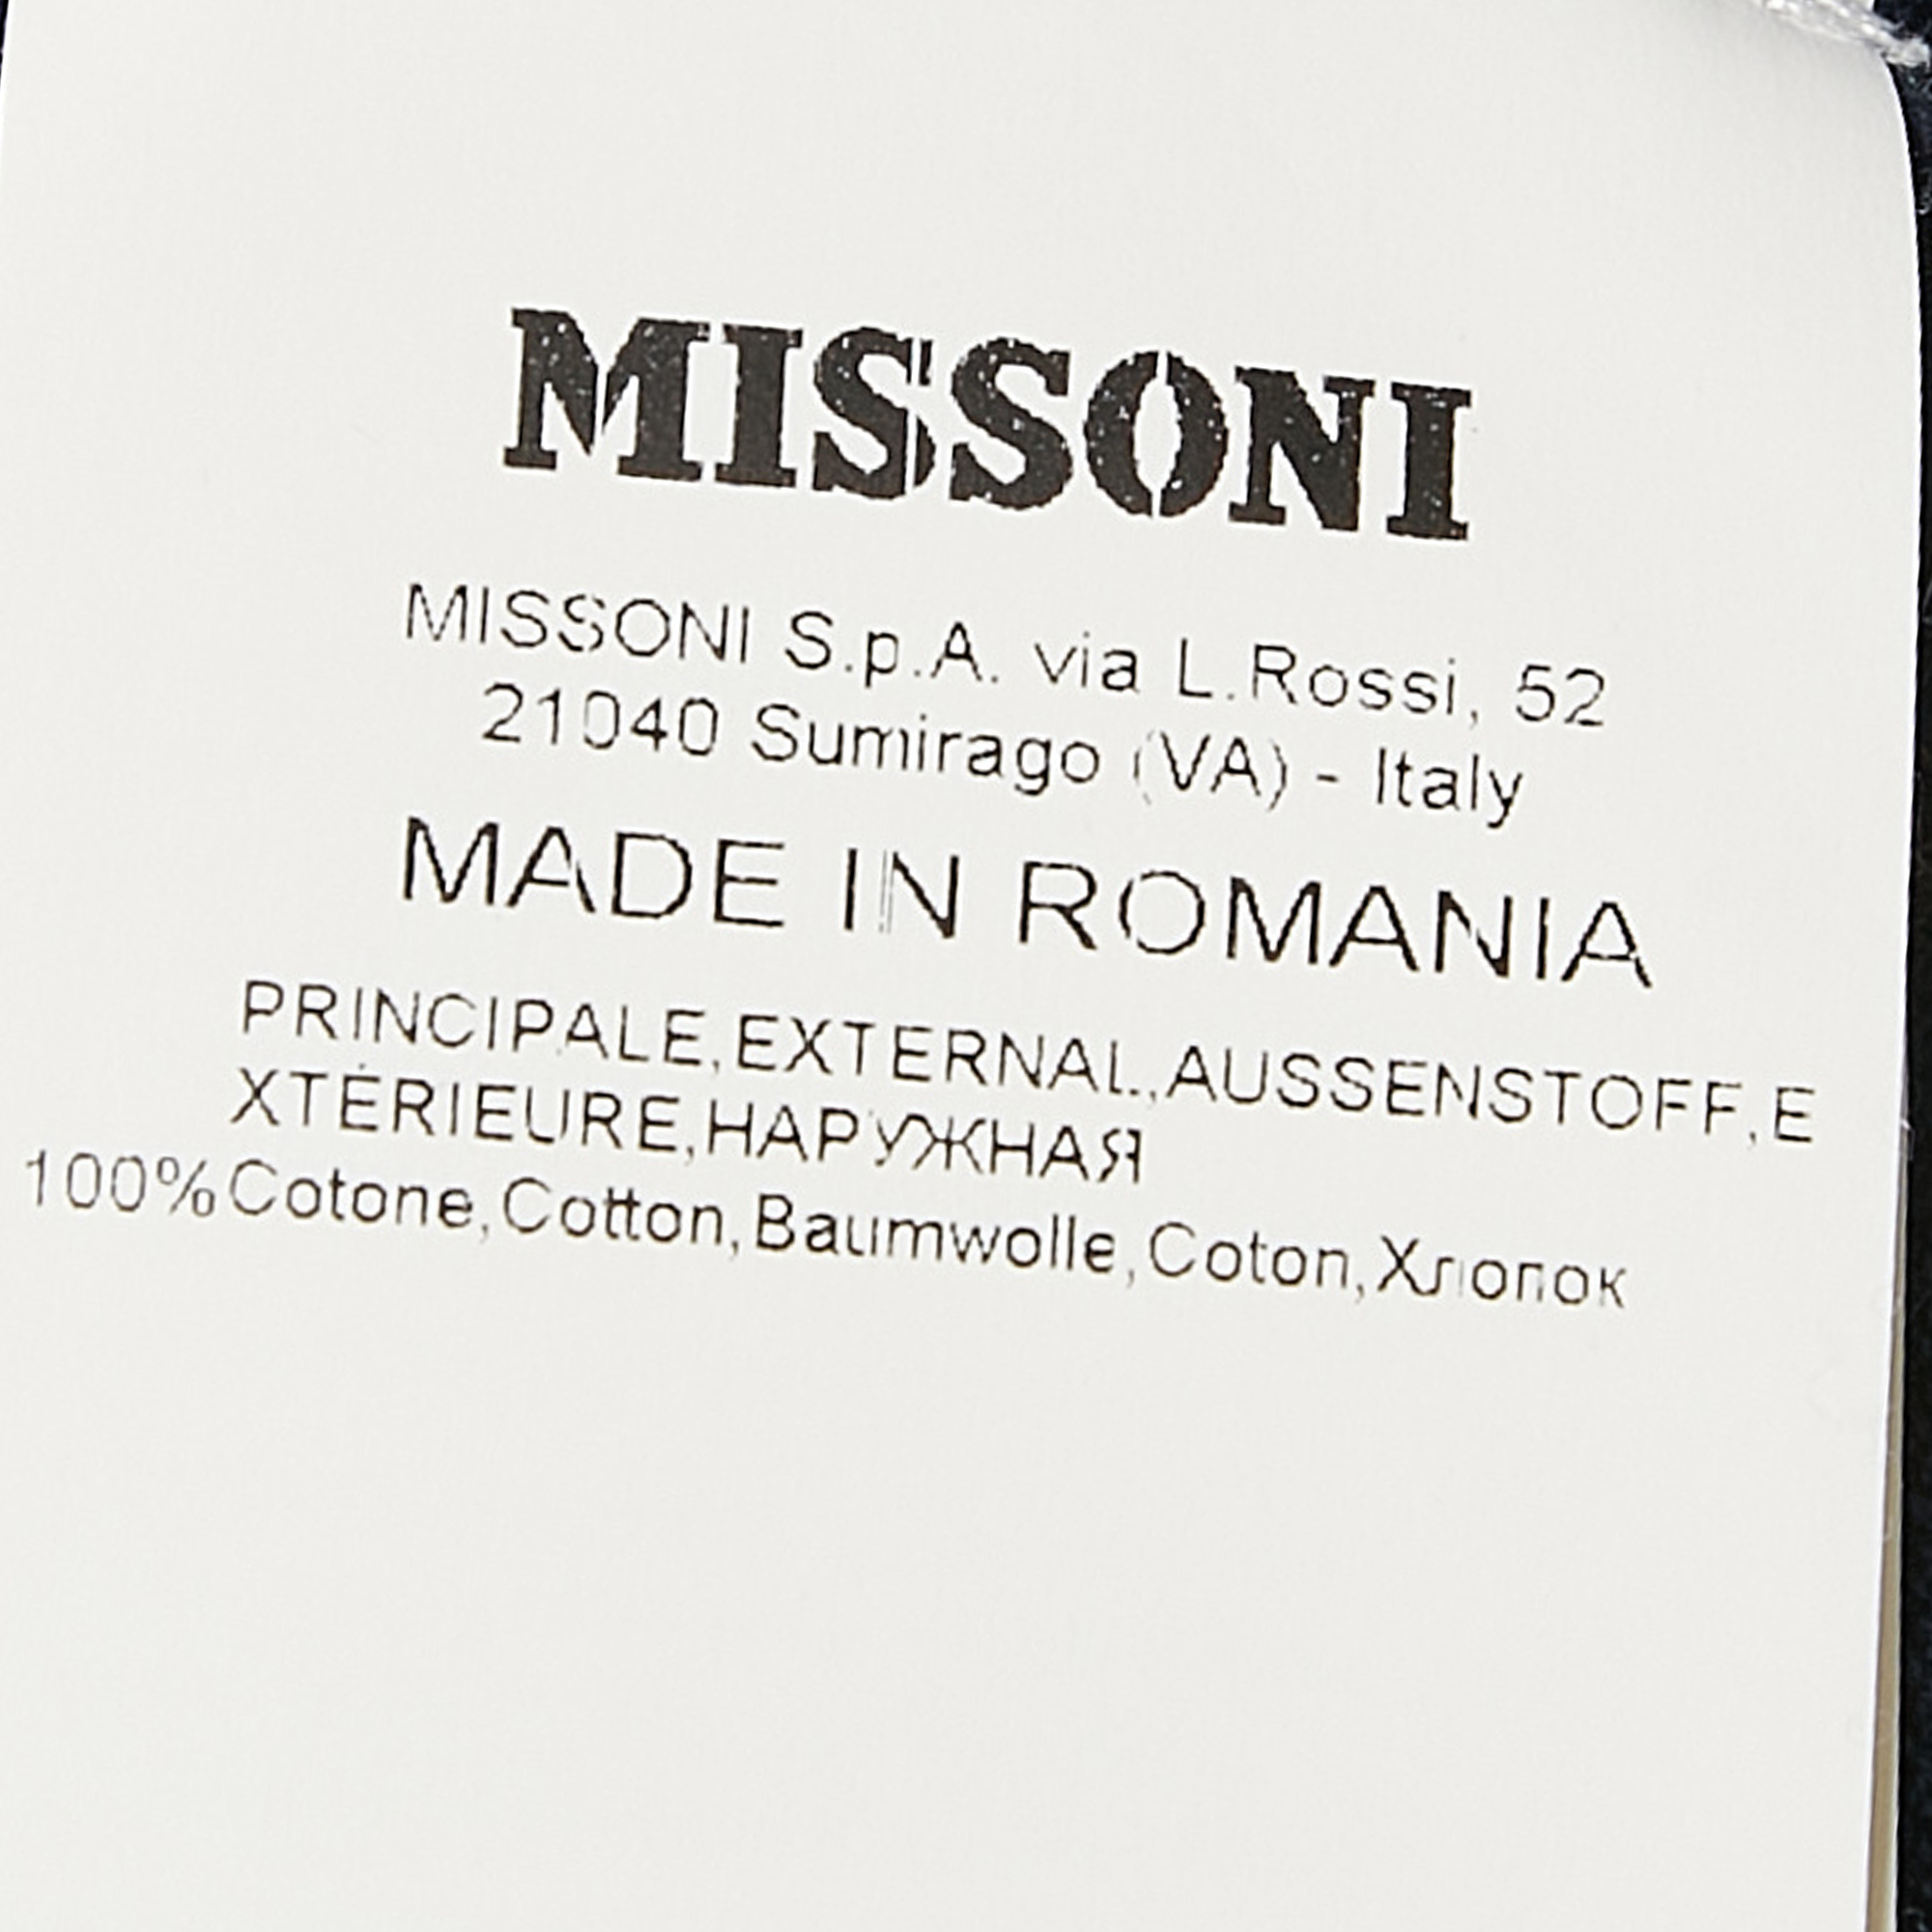 MISSONI
MISSONI S.p.A. via L.Rossi, 52
21040 Sumirago (VA) - Italy
MADE IN ROMANIA
PRINCIPALE,EXTERNAL,AUSSENSTOFF,E
XTÉRIEURE,НАРУЖНАЯ
100%Cotone,Cotton,Baumwolle,Coton,Хлопок